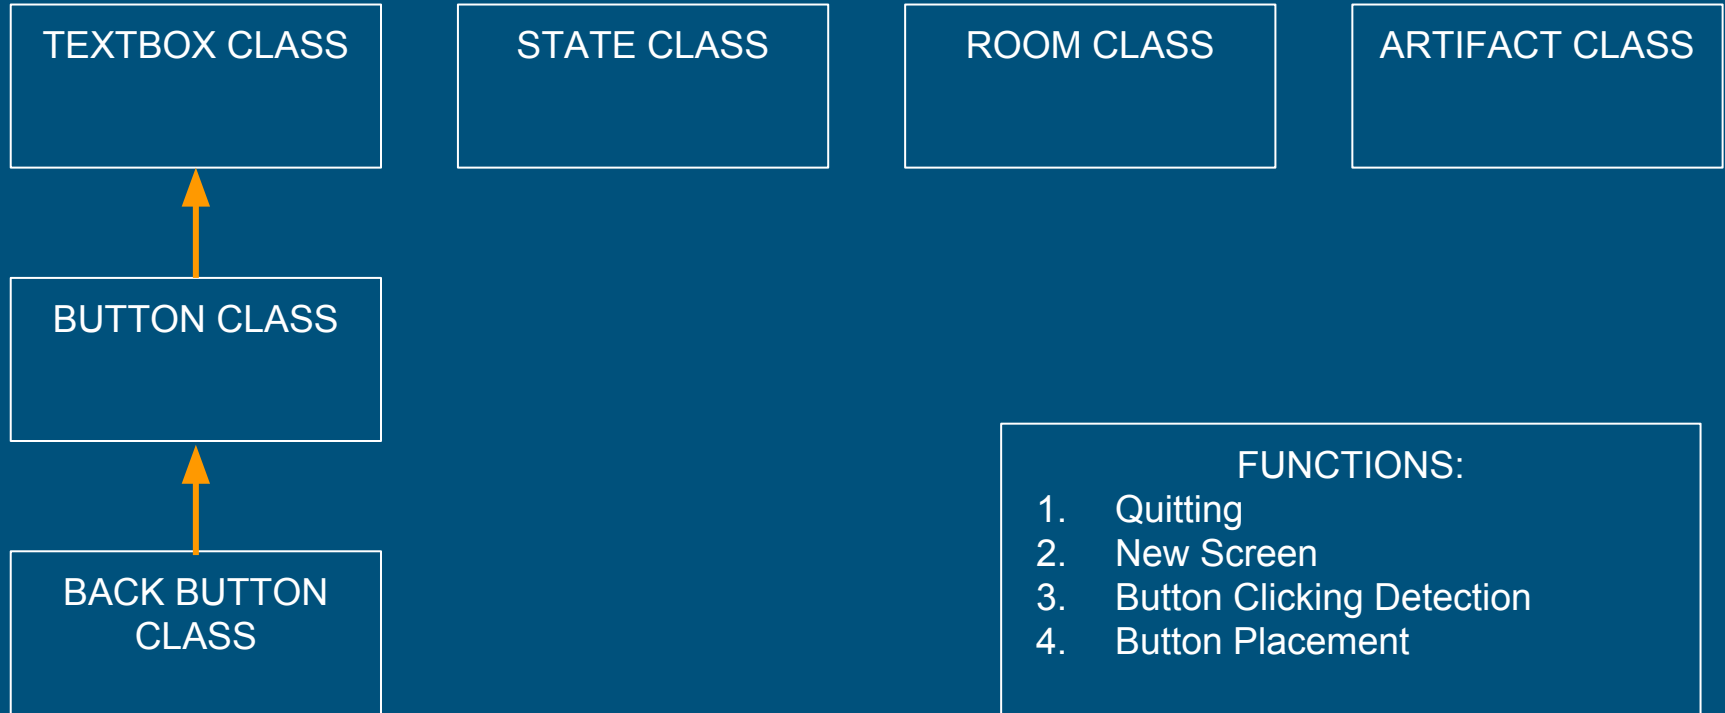 TEXTBOX CLASS
STATE CLASS
ROOM CLASS
ARTIFACT CLASS
BUTTON CLASS
BACK BUTTON
CLASS
FUNCTIONS:
1. Quitting
2. New Screen
3. Button Clicking Detection
4. Button Placement